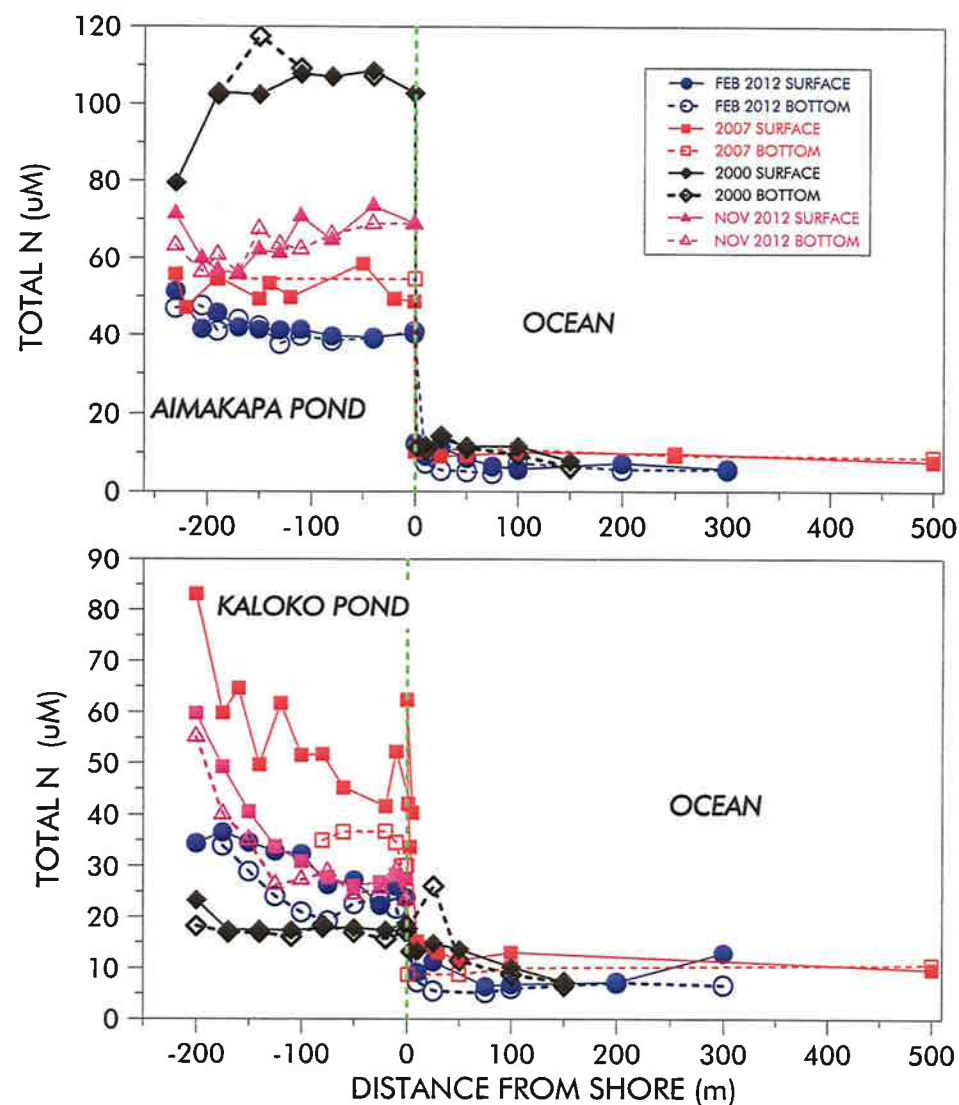 120
100
80
60
40
20
0
TOTAL N (uM)
FEB 2012 SURFACE
FEB 2012 BOTTOM
2007 SURFACE
2007 BOTTOM
2000 SURFACE
2000 BOTTOM
NOV 2012 SURFACE
NOV 2012 BOTTOM
OCEAN
AIMAKAPA POND
-200 -100 0 100 200 300 400 500
90
80
70
60
50
40
30
20
10
0
TOTAL N (uM)
KALOKO POND
OCEAN
-200 -100 0 100 200 300 400 500
DISTANCE FROM SHORE (m)